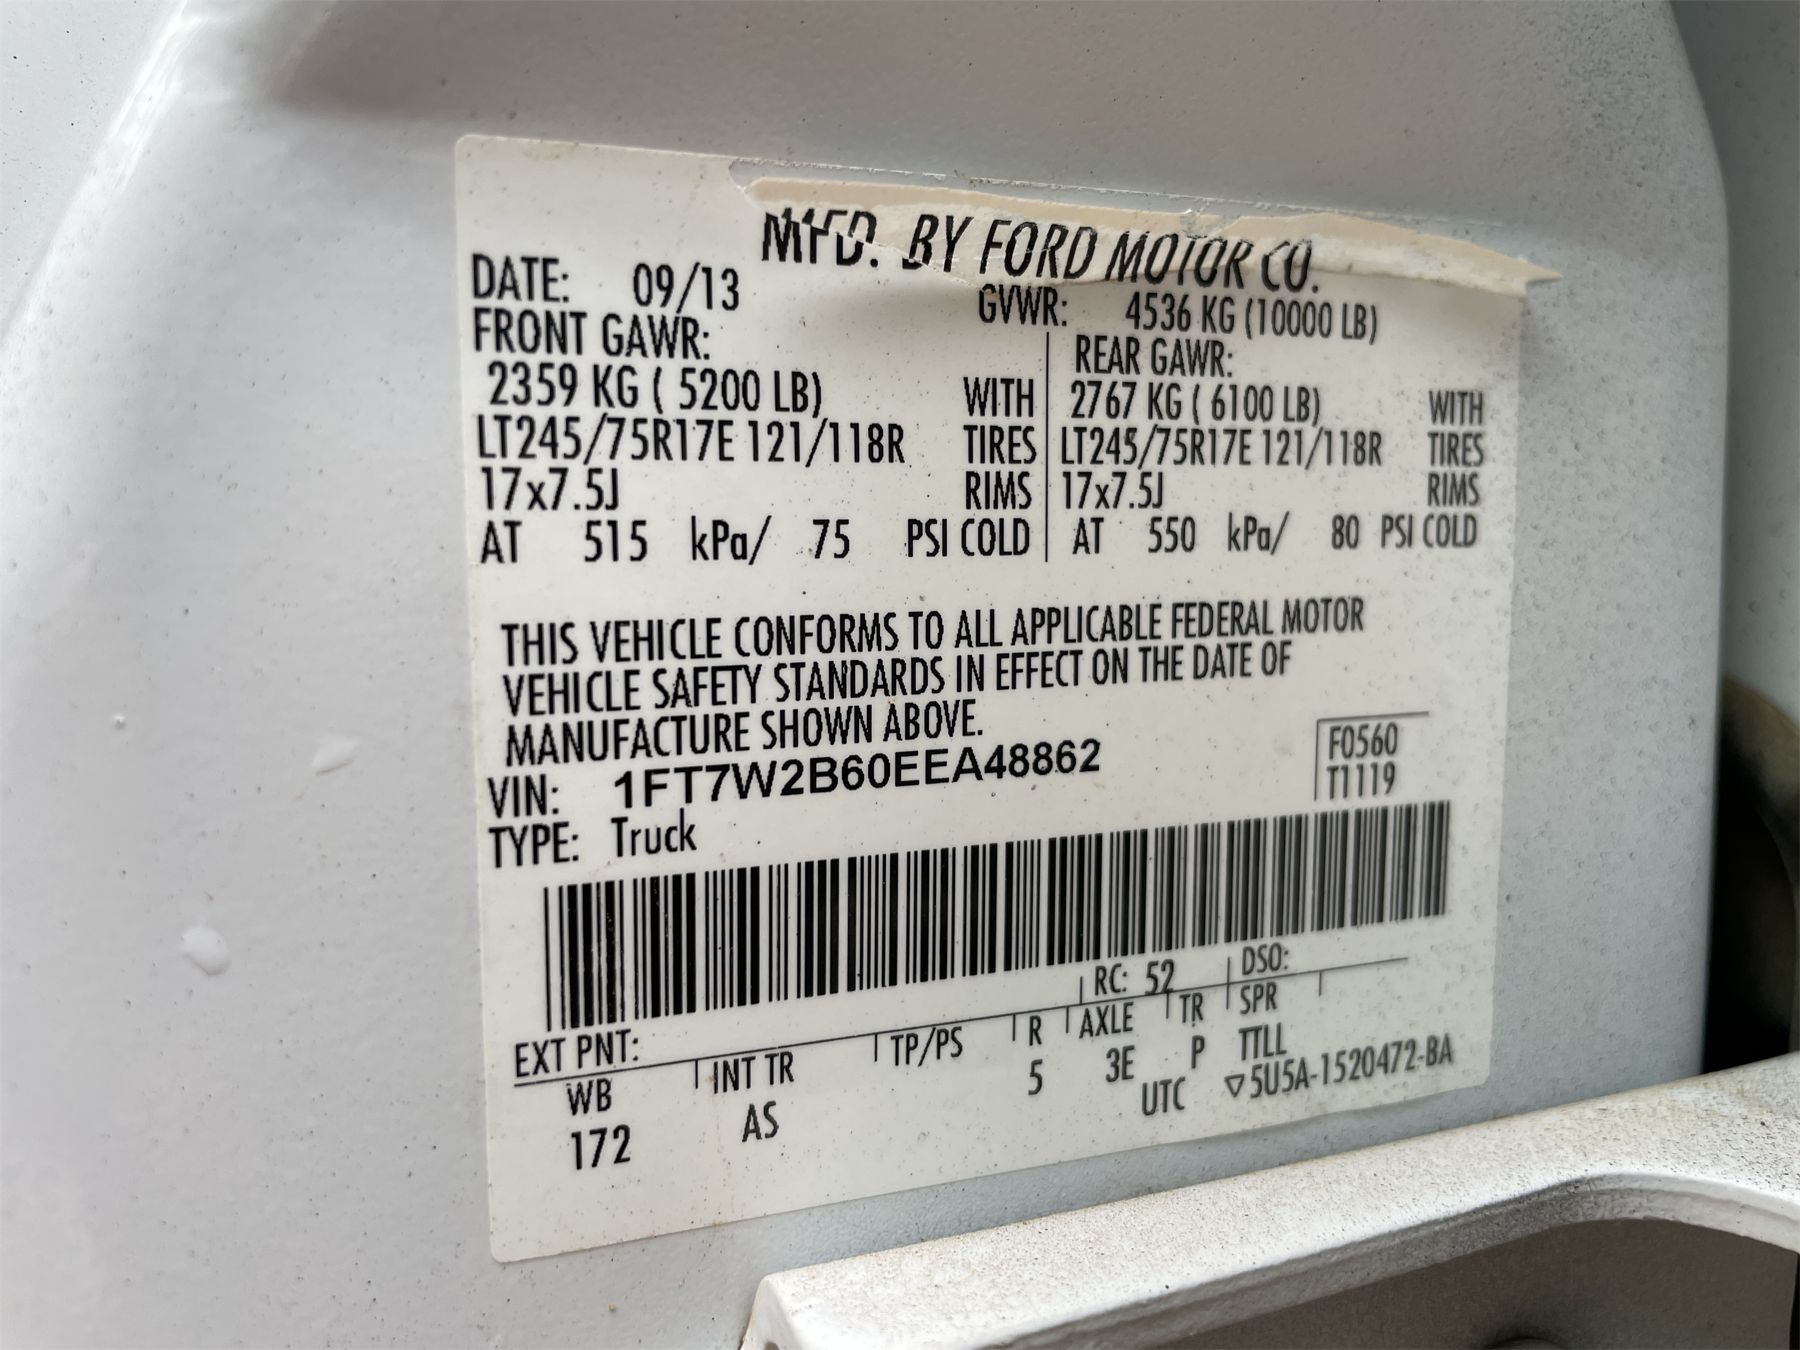 MFD. BY FORD MOTOR CO.
DATE: 09/13
GVWR: 4536 KG (10000 LB)
FRONT GAWR:
REAR GAWR:
2359 KG ( 5200 LB) WITH
2767 KG ( 6100 LB) WITH
LT245/75R17E 121/118R TIRES
LT245/75R17E 121/118R TIRES
17x7.5J RIMS
17x7.5J RIMS
AT 515 kPa/ 75 PSI COLD
AT 550 kPa/ 80 PSI COLD
THIS VEHICLE CONFORMS TO ALL APPLICABLE FEDERAL MOTOR
VEHICLE SAFETY STANDARDS IN EFFECT ON THE DATE OF
MANUFACTURE SHOWN ABOVE.
F0560
T1119
VIN: 1FT7W2B60EEA48862
TYPE: Truck
EXT PNT: RC: 52 DSO:
WB INT TR TP/PS R AXLE TR SPR
172 AS 5 3E P TTLL
UTC ▽5U5A-1520472-BA